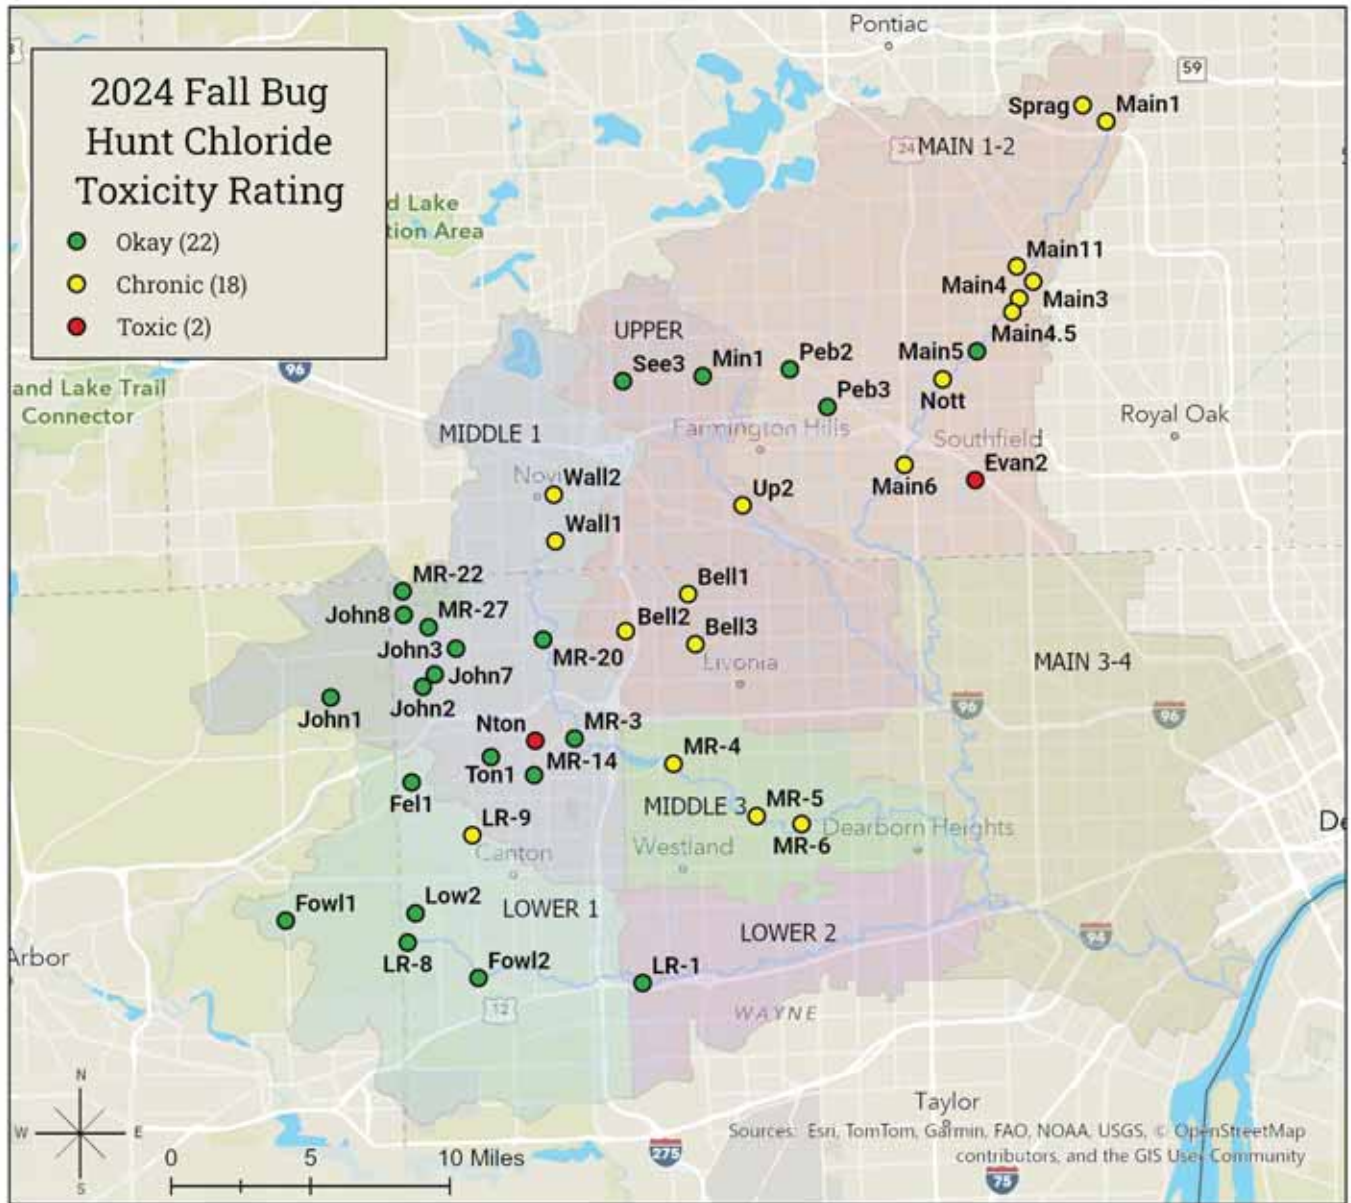 Pontiac
59
2024 Fall Bug
Hunt Chloride
Toxicity Rating
Okay (22)
Chronic (18)
Toxic (2)
Sprag
Main1
24
MAIN 1-2
d Lake
tion Area
Main11
Main4
Main3
Main4.5
UPPER
See3
Min1
Peb2
Main5
Peb3
Nott
96
and Lake Trail
Connector
Royal Oak
MIDDLE 1
Farmington Hills
Southfield
Evan2
Main6
Novi
Wall2
Up2
Wall1
MR-22
Bell1
John8
MR-27
Bell2
Bell3
John3
MR-20
Livonia
MAIN 3-4
John7
John2
John1
96
96
Nton
MR-3
MR-4
Ton1
MR-14
Fel1
MIDDLE 3
MR-5
LR-9
MR-6
Dearborn Heights
De
Canton
Westland
Fowl1
Low2
LOWER 1
LOWER 2
94
Arbor
LR-8
Fowl2
LR-1
12
WAYNE
N
W
E
S
Taylor
0 5 10 Miles
275
Sources: Esri, TomTom, Garmin, FAO, NOAA, USGS, © OpenStreetMap
contributors, and the GIS User Community
75